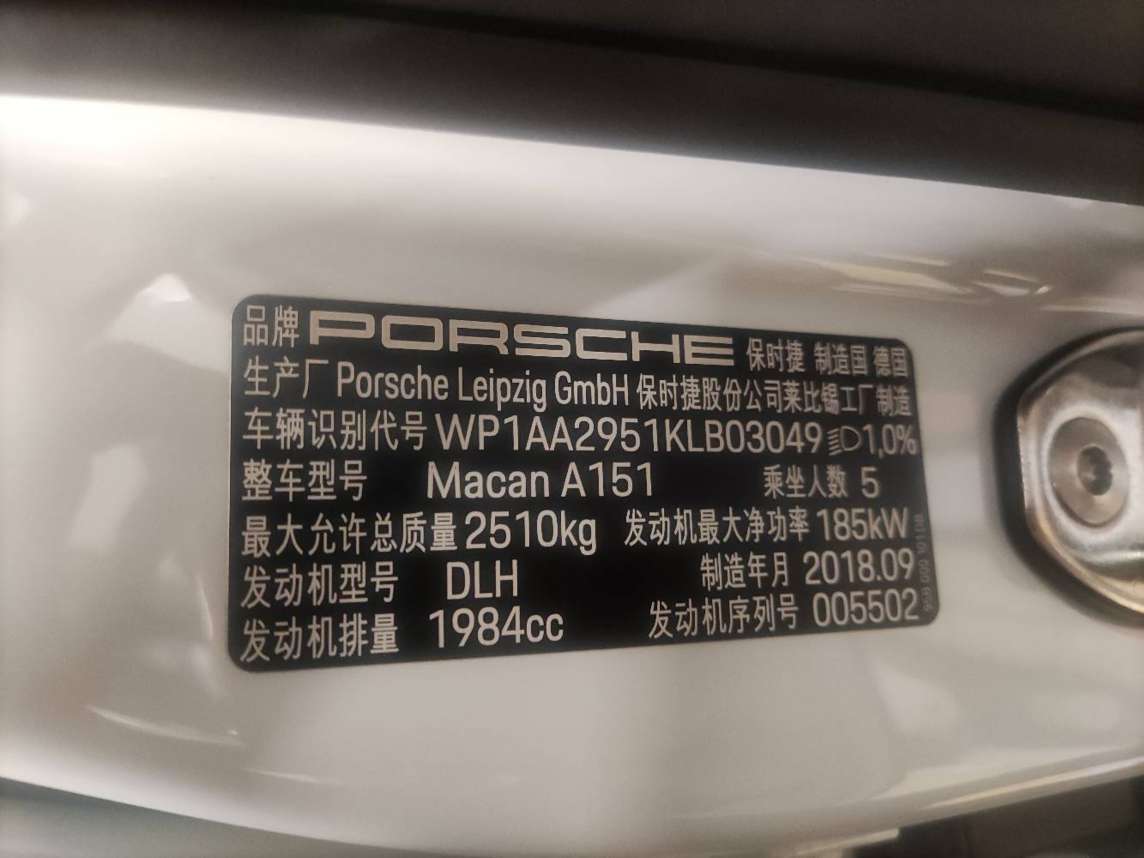 品牌 PORSCHE 保时捷 制造国 德国
生产厂 Porsche Leipzig GmbH 保时捷股份公司莱比锡工厂制造
车辆识别代号 WP1AA2951KLB03049 1,0%
整车型号 Macan A151 乘坐人数 5
最大允许总质量 2510kg 发动机最大净功率 185kW
发动机型号 DLH 制造年月 2018.09
发动机排量 1984cc 发动机序列号 005502